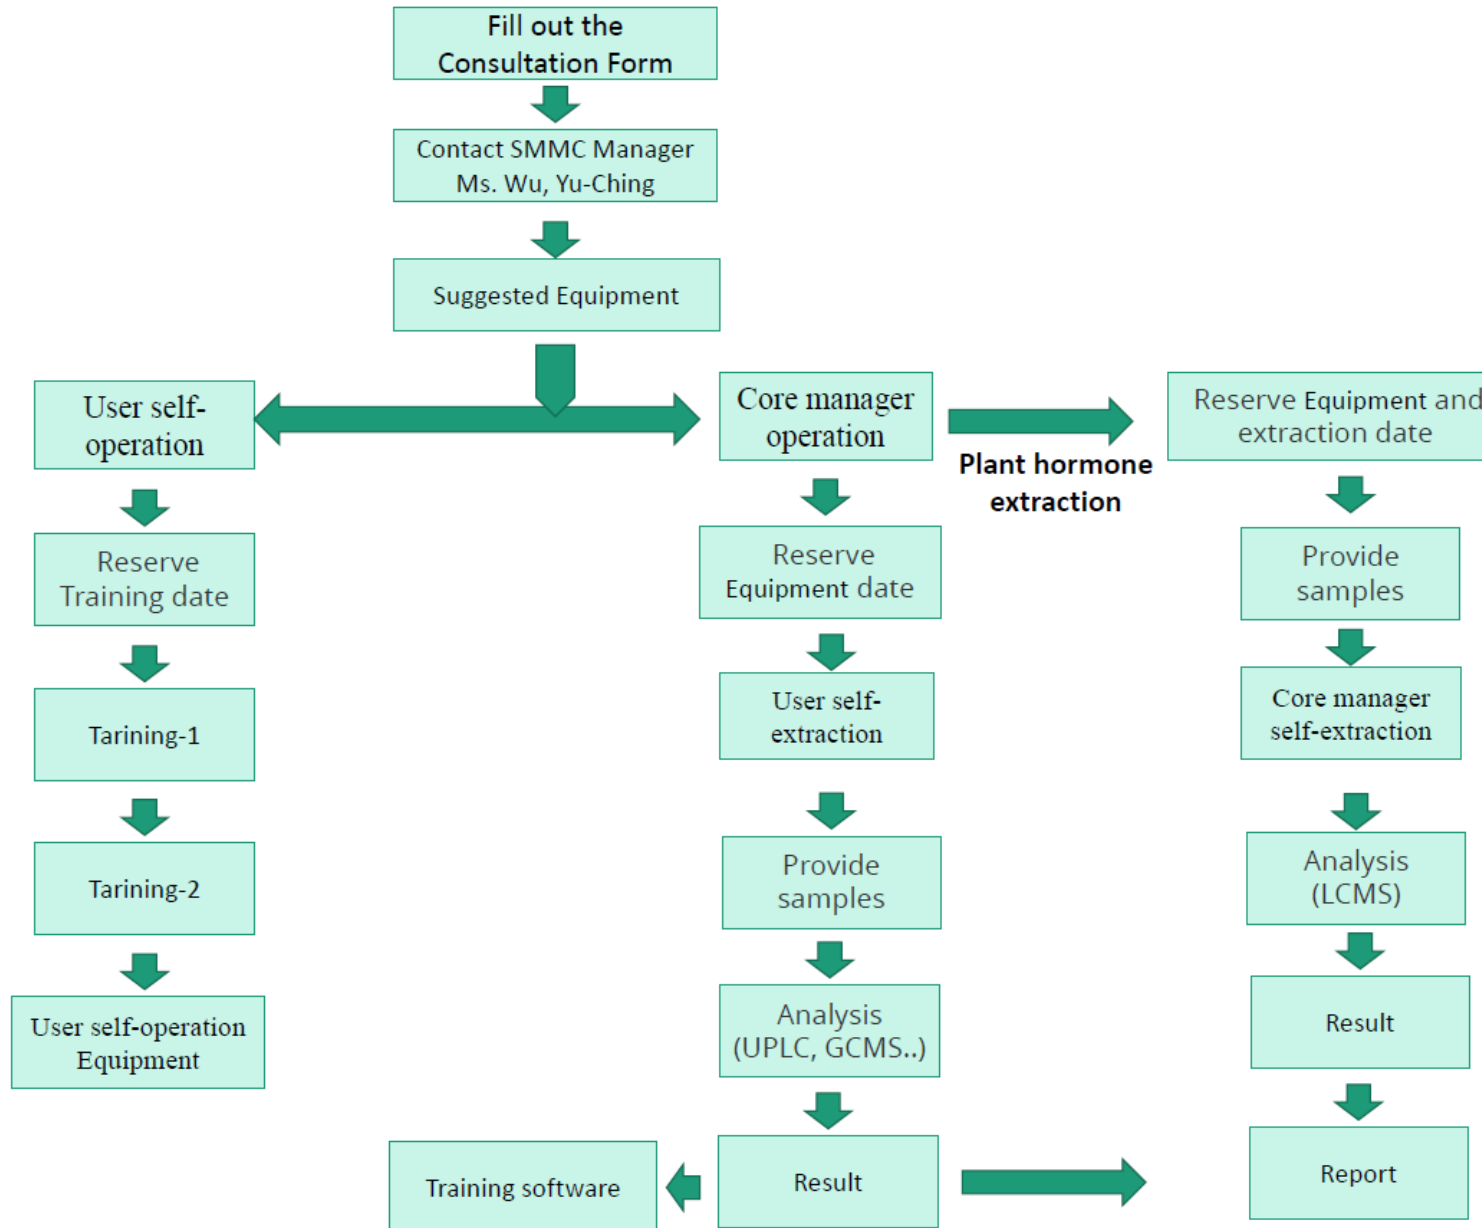 Fill out the
Consultation Form
Contact SMMC Manager
Ms. Wu, Yu-Ching
Suggested Equipment
User self-
operation
Reserve
Training date
Tarining-1
Tarining-2
User self-operation
Equipment
Core manager
operation
Reserve
Equipment date
User self-
extraction
Provide
samples
Analysis
(UPLC, GCMS..)
Result
Training software
Plant hormone
extraction
Reserve Equipment and
extraction date
Provide
samples
Core manager
self-extraction
Analysis
(LCMS)
Result
Report